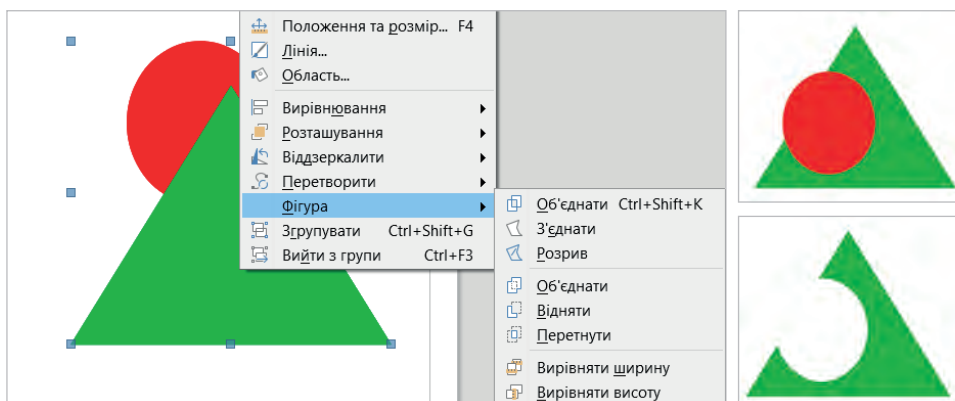 Положення та розмір... F4
Лінія...
Область...
Вирівнювання
Розташування
Віддзеркалити
Перетворити
Фігура
Згрупувати Ctrl+Shift+G
Вийти з групи Ctrl+F3
Об'єднати Ctrl+Shift+K
З'єднати
Розрив
Об'єднати
Відняти
Перетнути
Вирівняти ширину
Вирівняти висоту